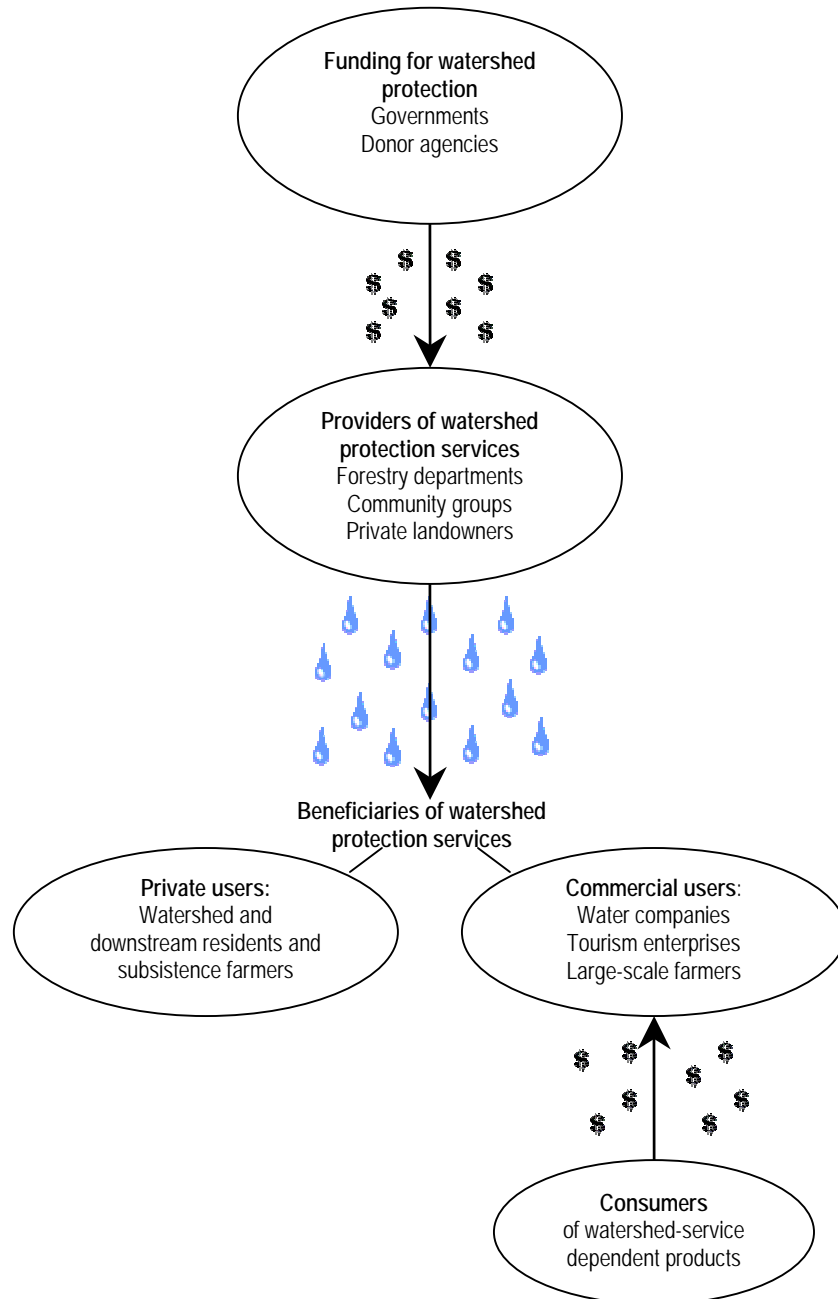 Funding for watershed
protection
Governments
Donor agencies
$ $
$ $
$ $
$ $
Providers of watershed
protection services
Forestry departments
Community groups
Private landowners
Beneficiaries of watershed
protection services
Private users:
Watershed and
downstream residents and
subsistence farmers
Commercial users:
Water companies
Tourism enterprises
Large-scale farmers
$ $ $
$
$ $
$ $
Consumers
of watershed-service
dependent products